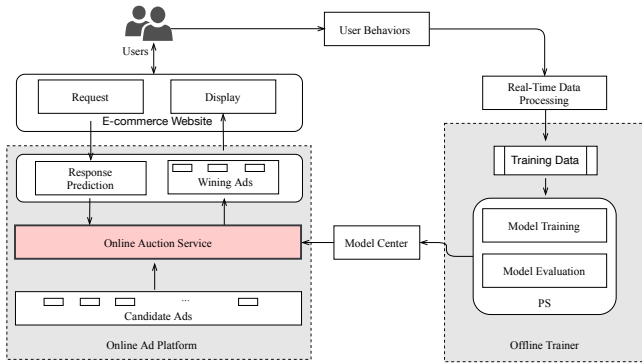 Users
User Behaviors
Request
Display
E-commerce Website
Real-Time Data
Processing
Response
Prediction
Wining Ads
Training Data
Online Auction Service
Model Center
Model Training
Model Evaluation
PS
...
Candidate Ads
Online Ad Platform
Offline Trainer